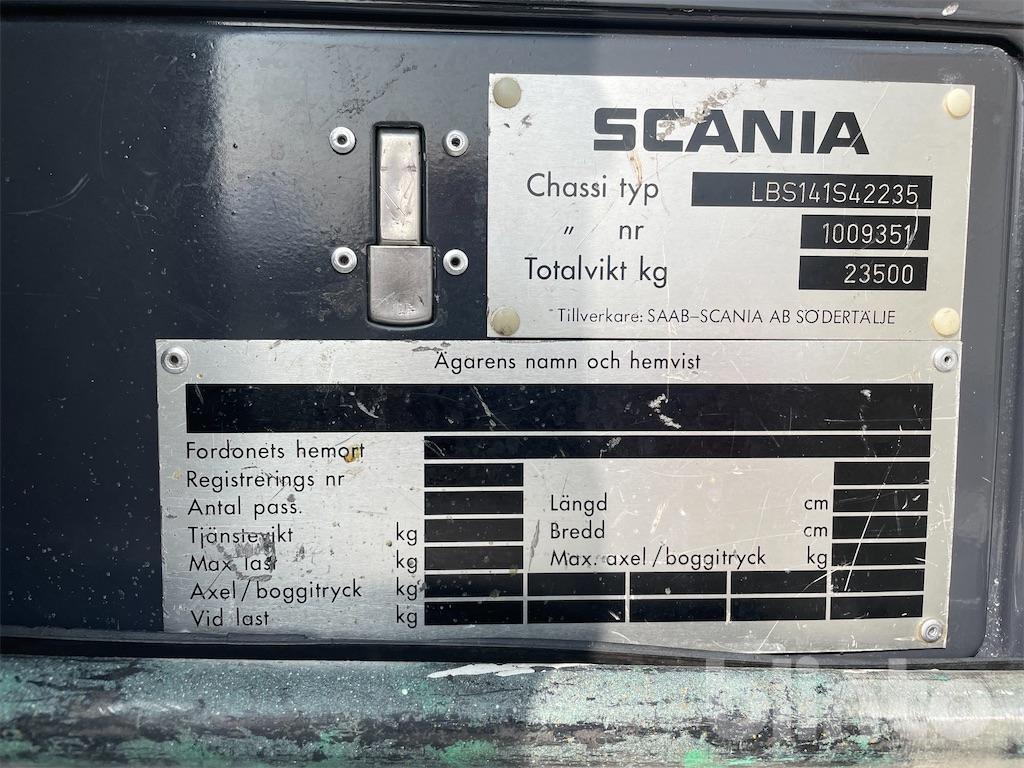 SCANIA
Chassi typ LBS141S42235
" nr 1009351
Totalvikt kg 23500
Tillverkare: SAAB-SCANIA AB SÖDERTÄLJE
Ägarens namn och hemvist
Fordonets hemort
Registrerings nr
Antal pass. Längd cm
Tjänstevikt kg Bredd cm
Max. last kg Max. axel/boggitryck kg
Axel/boggitryck kg
Vid last kg
blinto